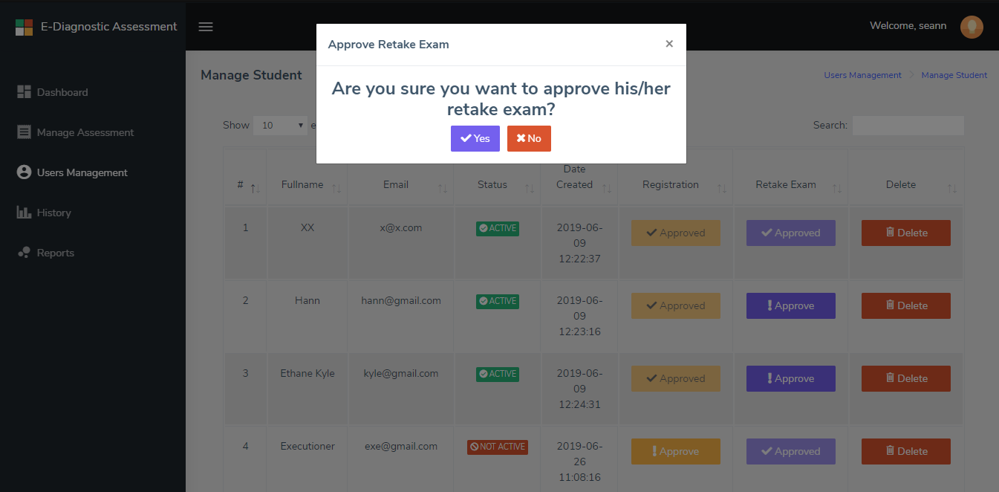 E-Diagnostic Assessment
Welcome, seann
Dashboard
Manage Assessment
Users Management
History
Reports
Approve Retake Exam ×
Are you sure you want to approve his/her
retake exam?
Yes No
Manage Student
Users Management > Manage Student
Show 10 e
Search:
# Fullname Email Status Date Created Registration Retake Exam Delete
1 XX x@x.com ACTIVE 2019-06-09 12:22:37 Approved Approved Delete
2 Hann hann@gmail.com ACTIVE 2019-06-09 12:23:16 Approved Approve Delete
3 Ethane Kyle kyle@gmail.com ACTIVE 2019-06-09 12:24:31 Approved Approve Delete
4 Executioner exe@gmail.com NOT ACTIVE 2019-06-26 11:08:16 Approve Approved Delete